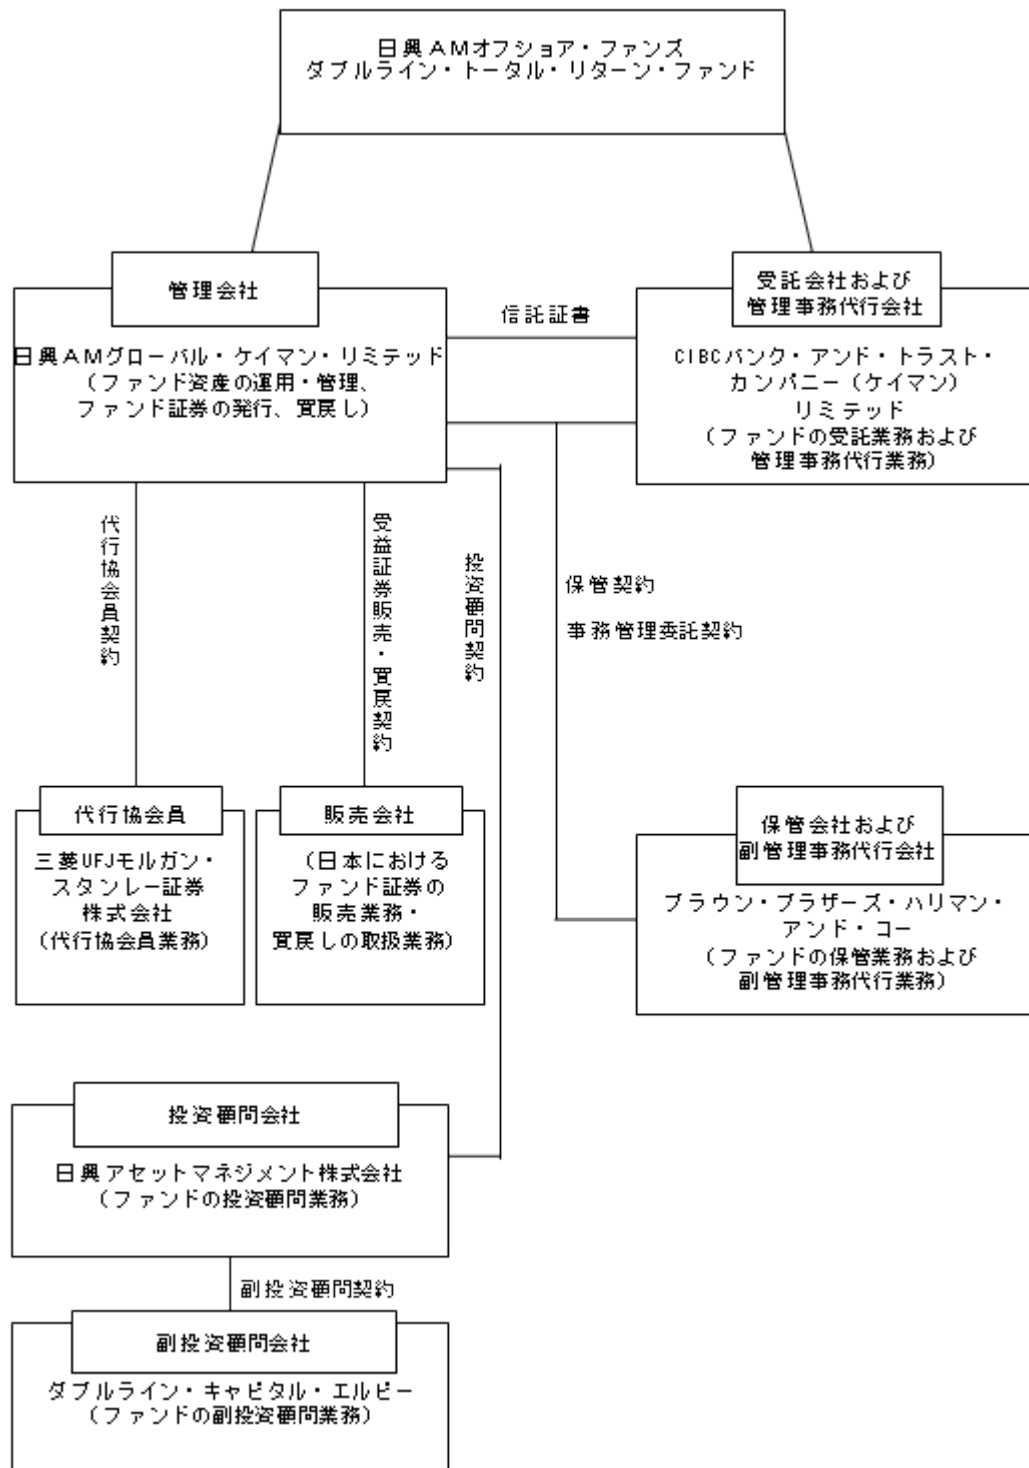 日興AMオフショア・ファンズ
ダブルライン・トータル・リターン・ファンド
管理会社
日興AMグローバル・ケイマン・リミテッド
（ファンド資産の運用・管理、
ファンド証券の発行、買戻し）
信託証書
受託会社および
管理事務代行会社
CIBCバンク・アンド・トラスト・
カンパニー（ケイマン）
リミテッド
（ファンドの受託業務および
管理事務代行業務）
代行協会員契約
受益証券販売・買戻契約
投資顧問契約
保管契約
事務管理委託契約
代行協会員
三菱UFJモルガン・
スタンレー証券
株式会社
（代行協会員業務）
販売会社
（日本における
ファンド証券の
販売業務・
買戻しの取扱業務）
保管会社および
副管理事務代行会社
ブラウン・ブラザーズ・ハリマン・
アンド・コー
（ファンドの保管業務および
副管理事務代行業務）
投資顧問会社
日興アセットマネジメント株式会社
（ファンドの投資顧問業務）
副投資顧問契約
副投資顧問会社
ダブルライン・キャピタル・エルピー
（ファンドの副投資顧問業務）